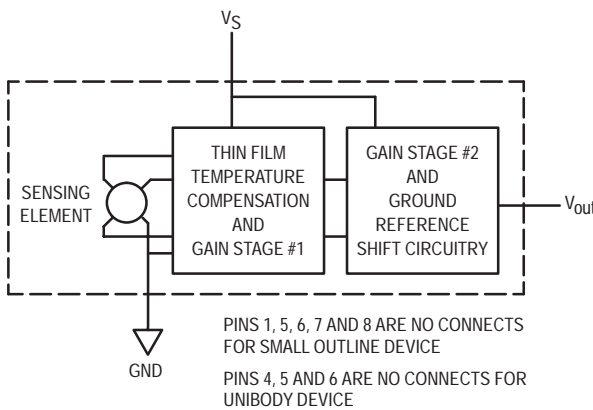 VS
THIN FILM
TEMPERATURE
COMPENSATION
AND
GAIN STAGE #1
GAIN STAGE #2
AND
GROUND
REFERENCE
SHIFT CIRCUITRY
SENSING
ELEMENT
Vout
GND
PINS 1, 5, 6, 7 AND 8 ARE NO CONNECTS
FOR SMALL OUTLINE DEVICE
PINS 4, 5 AND 6 ARE NO CONNECTS FOR
UNIBODY DEVICE